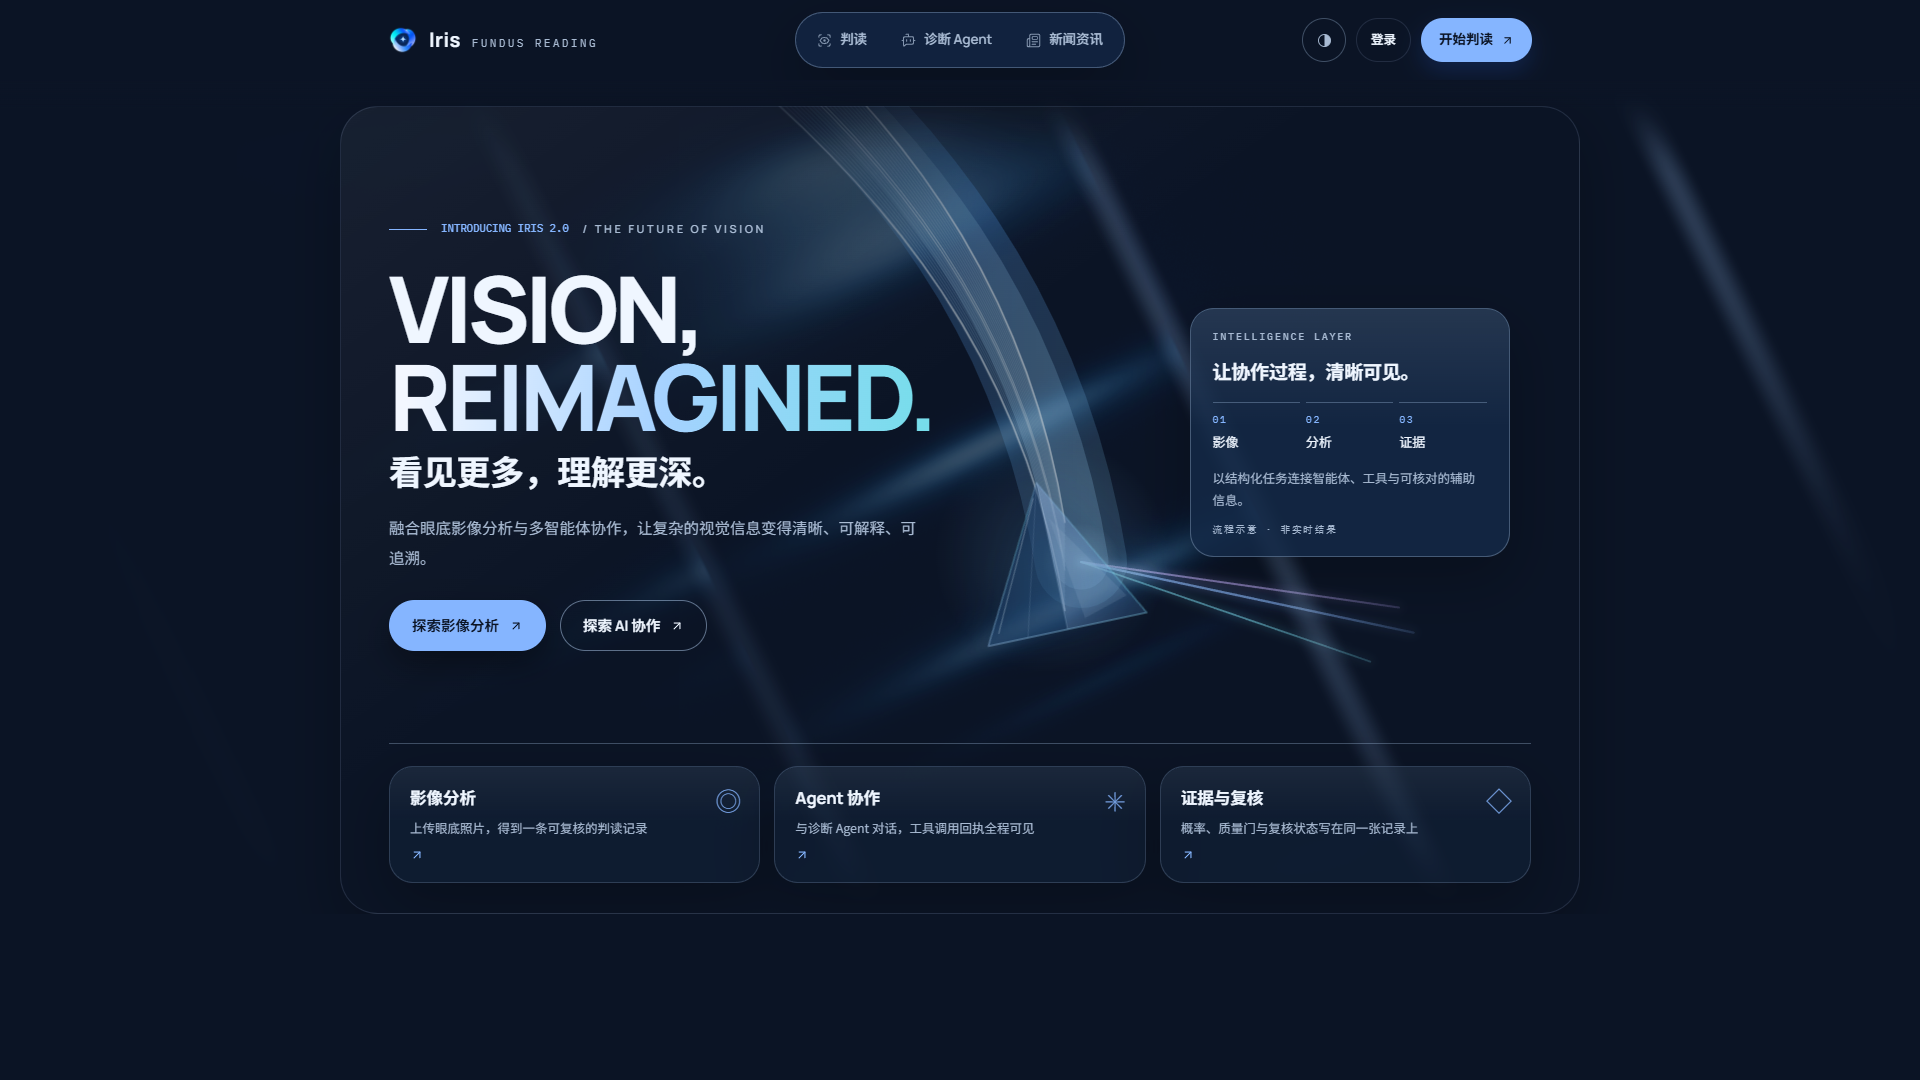 Iris FUNDUS READING
判读
诊断 Agent
新闻资讯
登录
开始判读
INTRODUCING IRIS 2.0 / THE FUTURE OF VISION
VISION,
REIMAGINED.
看见更多，理解更深。
融合眼底影像分析与多智能体协作，让复杂的视觉信息变得清晰、可解释、可
追溯。
探索影像分析
探索 AI 协作
INTELLIGENCE LAYER
让协作过程，清晰可见。
01 02 03
影像 分析 证据
以结构化任务连接智能体、工具与可核对的辅助
信息。
流程示意 · 非实时结果
影像分析
上传眼底照片，得到一条可复核的判读记录
Agent 协作
与诊断 Agent 对话，工具调用回执全程可见
证据与复核
概率、质量门与复核状态写在同一张记录上